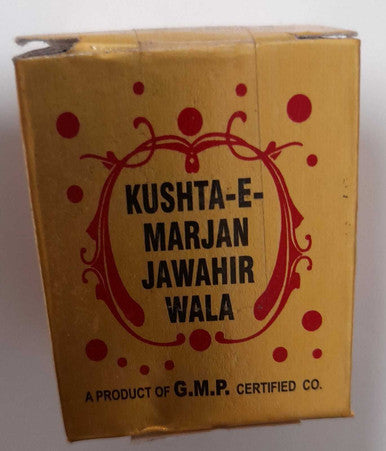 KUSHTA-E-
MARJAN
JAWAHIR
WALA
A PRODUCT OF G.M.P. CERTIFIED CO.